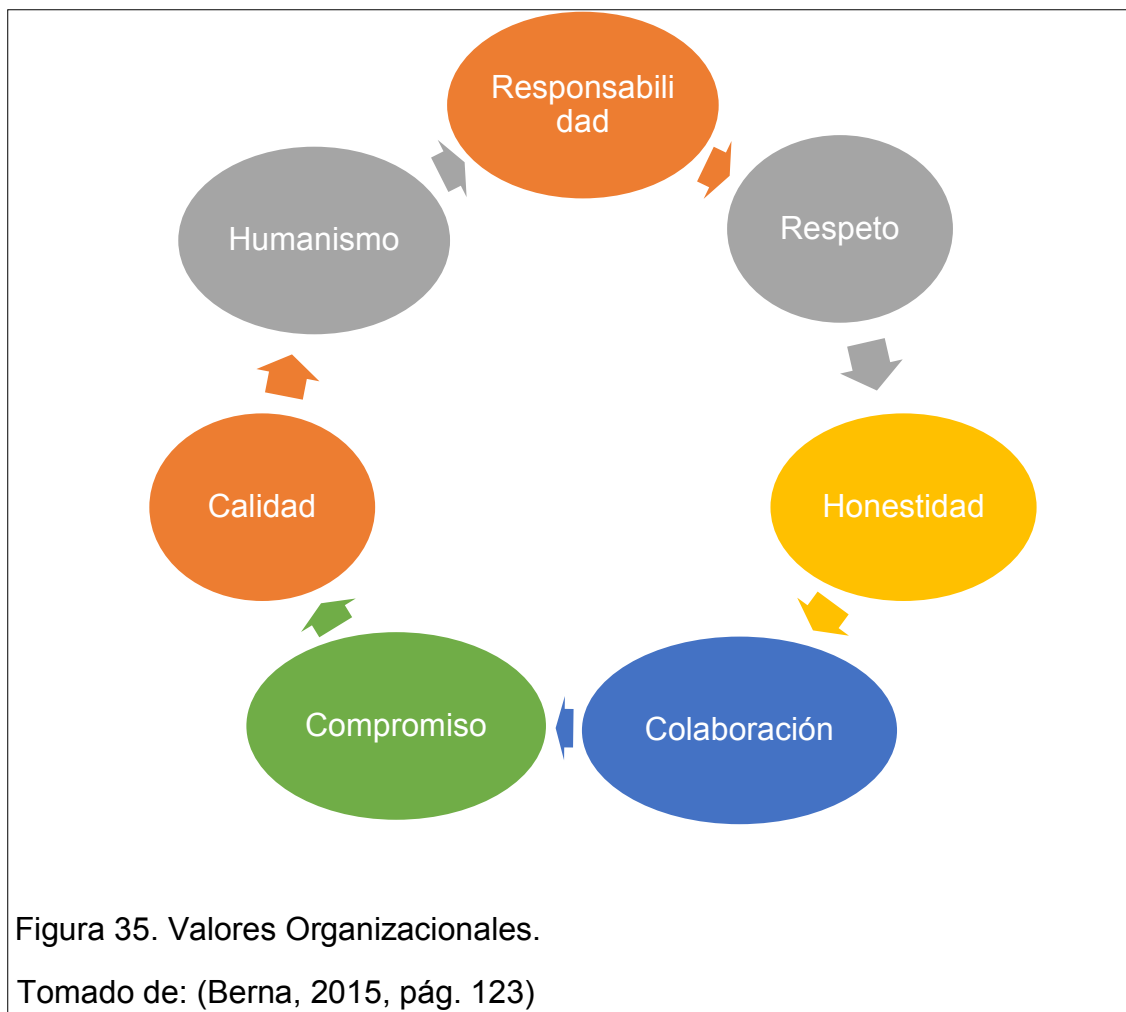 Responsabili
dad
Respeto
Honestidad
Colaboración
Compromiso
Calidad
Humanismo
Figura 35. Valores Organizacionales.
Tomado de: (Berna, 2015, pág. 123)